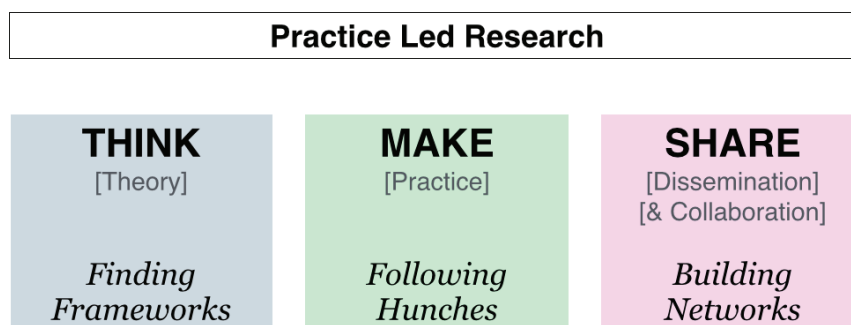 Practice Led Research
THINK
[Theory]
Finding
Frameworks
MAKE
[Practice]
Following
Hunches
SHARE
[Dissemination]
[& Collaboration]
Building
Networks